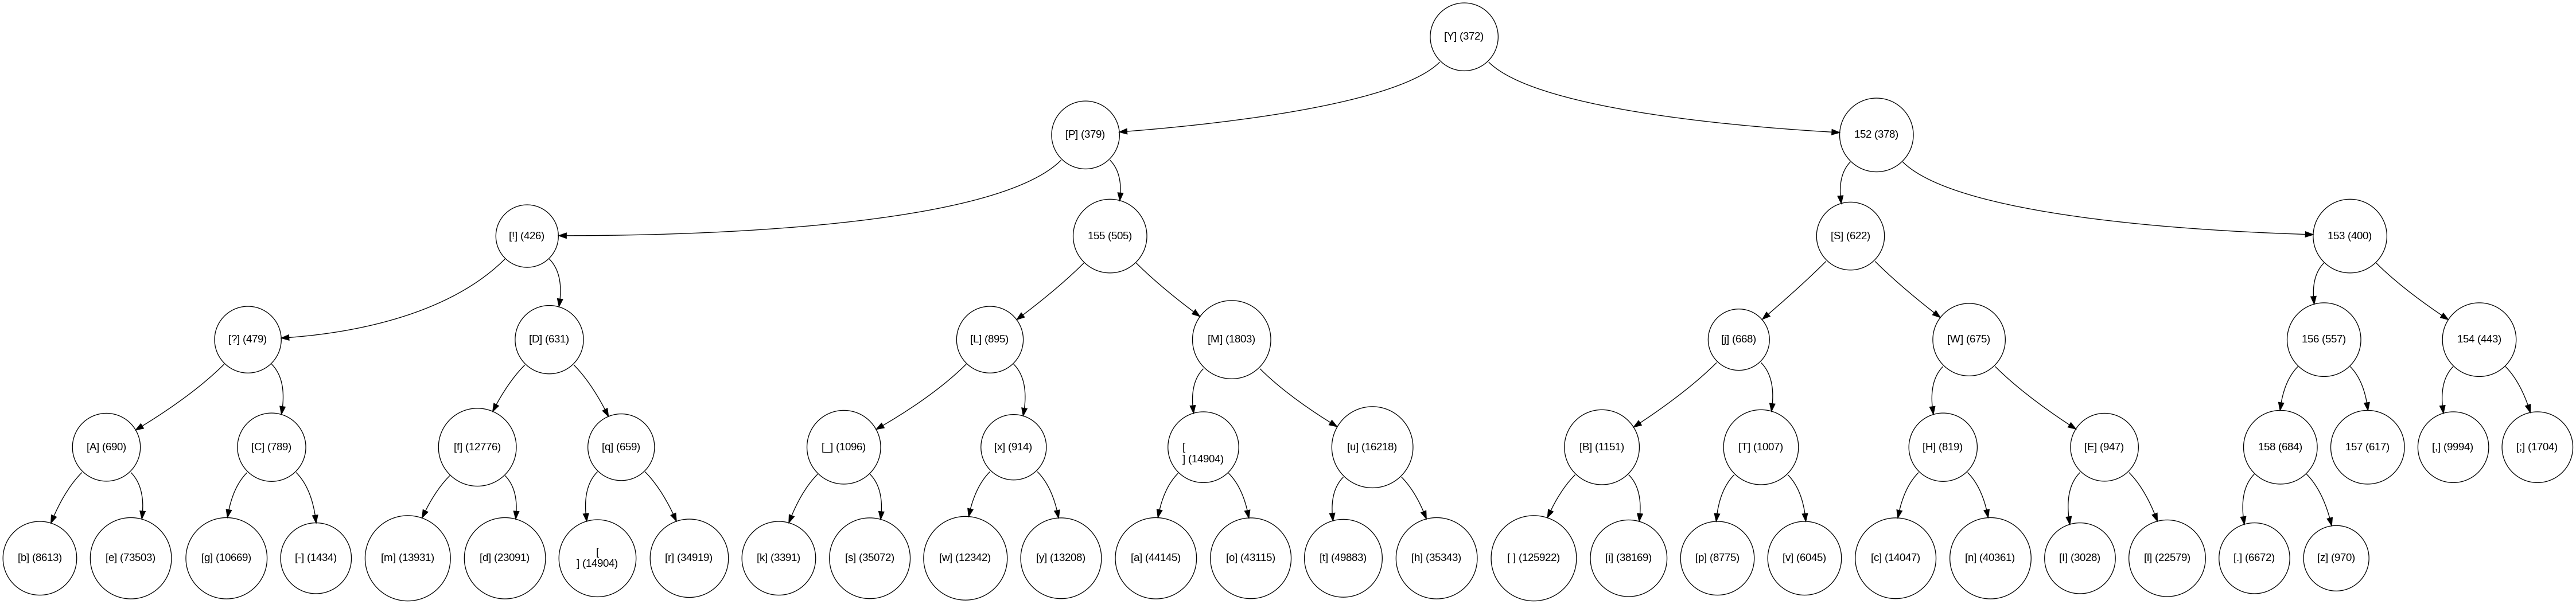 [Y] (372)
[P] (379)
152 (378)
[!] (426)
155 (505)
[S] (622)
153 (400)
[?] (479)
[D] (631)
[L] (895)
[M] (1803)
[j] (668)
[W] (675)
156 (557)
154 (443)
[A] (690)
[C] (789)
[f] (12776)
[q] (659)
[_] (1096)
[x] (914)
[
] (14904)
[u] (16218)
[B] (1151)
[T] (1007)
[H] (819)
[E] (947)
158 (684)
157 (617)
[,] (9994)
[;] (1704)
[b] (8613)
[e] (73503)
[g] (10669)
[-] (1434)
[m] (13931)
[d] (23091)
[
] (14904)
[r] (34919)
[k] (3391)
[s] (35072)
[w] (12342)
[y] (13208)
[a] (44145)
[o] (43115)
[t] (49883)
[h] (35343)
[ ] (125922)
[i] (38169)
[p] (8775)
[v] (6045)
[c] (14047)
[n] (40361)
[I] (3028)
[l] (22579)
[.] (6672)
[z] (970)